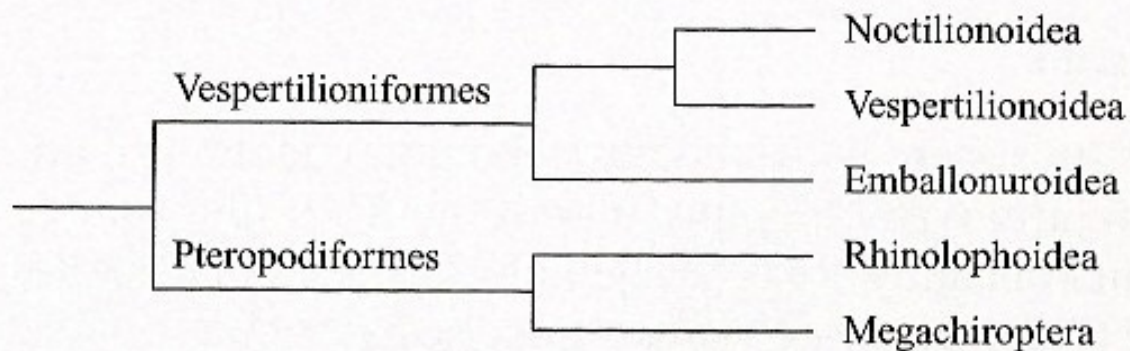 Noctilionoidea
Vespertilioniformes
Vespertilionoidea
Emballonuroidea
Pteropodiformes
Rhinolophoidea
Megachiroptera